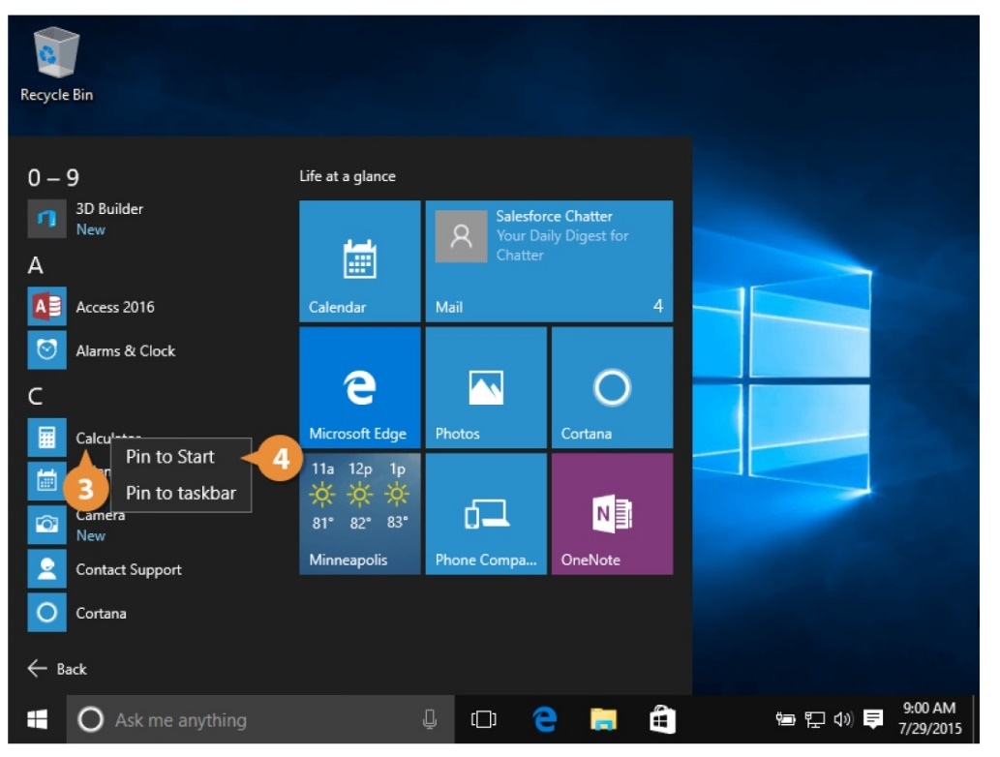 Recycle Bin
0 – 9
3D Builder
New
A
Access 2016
Alarms & Clock
C
Pin to Start
4
3
Pin to taskbar
Camera
New
Contact Support
Cortana
Back
Life at a glance
Calendar
Salesforce Chatter
Your Daily Digest for
Chatter
Mail 4
Microsoft Edge
Photos
Cortana
11a 12p 1p
81° 82° 83°
Minneapolis
Phone Compa...
N
OneNote
Ask me anything
9:00 AM
7/29/2015